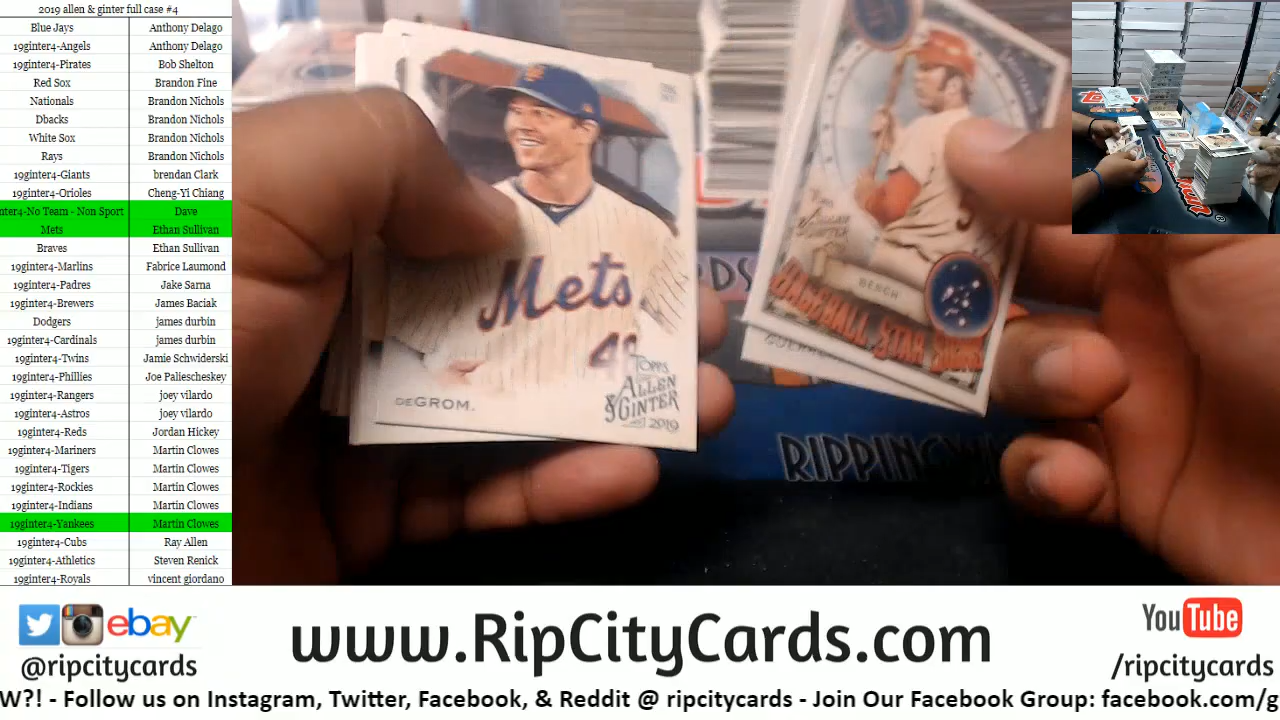 2019 allen & ginter full case #4
Blue Jays Anthony Delago
19ginter4-Angels Anthony Delago
19ginter4-Pirates Bob Shelton
Red Sox Brandon Fine
Nationals Brandon Nichols
Dbacks Brandon Nichols
White Sox Brandon Nichols
Rays Brandon Nichols
19ginter4-Giants brendan Clark
19ginter4-Orioles Cheng-Yi Chiang
nter4-No Team - Non Sport Dave
Mets Ethan Sullivan
Braves Ethan Sullivan
19ginter4-Marlins Fabrice Laumond
19ginter4-Padres Jake Sarna
19ginter4-Brewers James Baciak
Dodgers james durbin
19ginter4-Cardinals james durbin
19ginter4-Twins Jamie Schwiderski
19ginter4-Phillies Joe Paliescheskey
19ginter4-Rangers joey vilardo
19ginter4-Astros joey vilardo
19ginter4-Reds Jordan Hickey
19ginter4-Mariners Martin Clowes
19ginter4-Tigers Martin Clowes
19ginter4-Rockies Martin Clowes
19ginter4-Indians Martin Clowes
19ginter4-Yankees Martin Clowes
19ginter4-Cubs Ray Allen
19ginter4-Athletics Steven Renick
19ginter4-Royals vincent giordano
Mets
48
DEGROM.
TOPPS
ALLEN
& GINTER
2019
SAGITTARIUS
BENCH
BASEBALL STAR SIGNS
RIPPINGW
ebay
@ripcitycards
www.RipCityCards.com
YouTube
/ripcitycards
W?! - Follow us on Instagram, Twitter, Facebook, & Reddit @ ripcitycards - Join Our Facebook Group: facebook.com/g